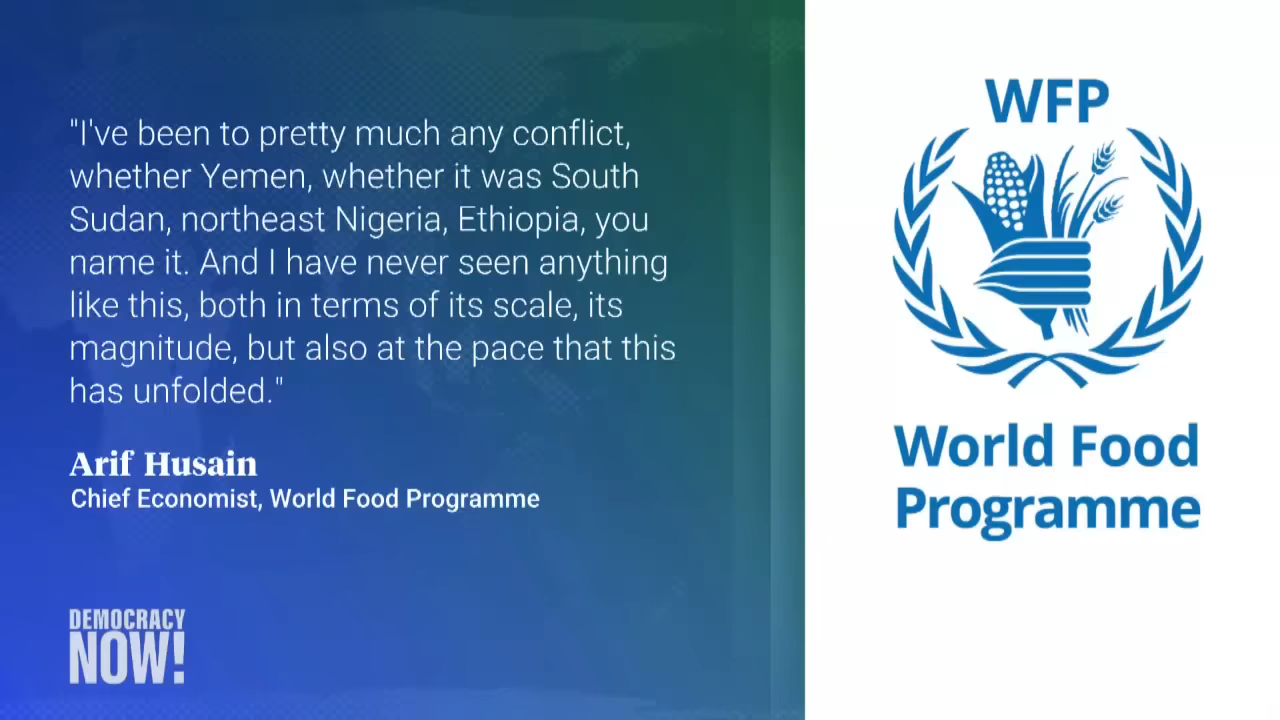 "I've been to pretty much any conflict,
whether Yemen, whether it was South
Sudan, northeast Nigeria, Ethiopia, you
name it. And I have never seen anything
like this, both in terms of its scale, its
magnitude, but also at the pace that this
has unfolded."
Arif Husain
Chief Economist, World Food Programme
DEMOCRACY
NOW!
WFP
World Food
Programme